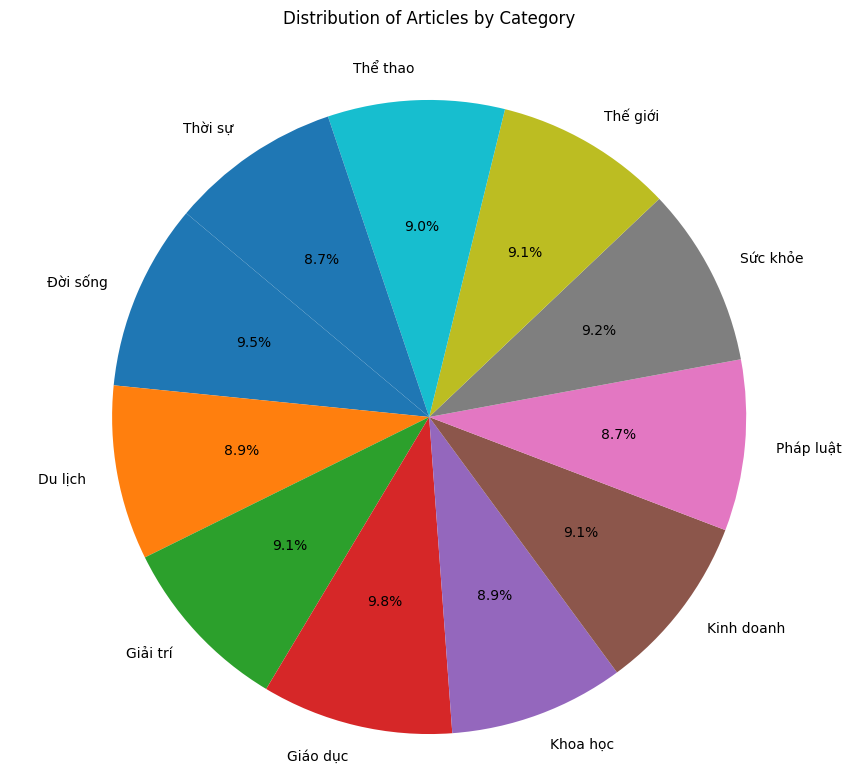 Distribution of Articles by Category
Thể thao
Thế giới
Thời sự
Sức khỏe
Đời sống
Pháp luật
Du lịch
Kinh doanh
Giải trí
Khoa học
Giáo dục
9.0%
9.1%
8.7%
9.2%
9.5%
8.7%
8.9%
9.1%
9.1%
8.9%
9.8%